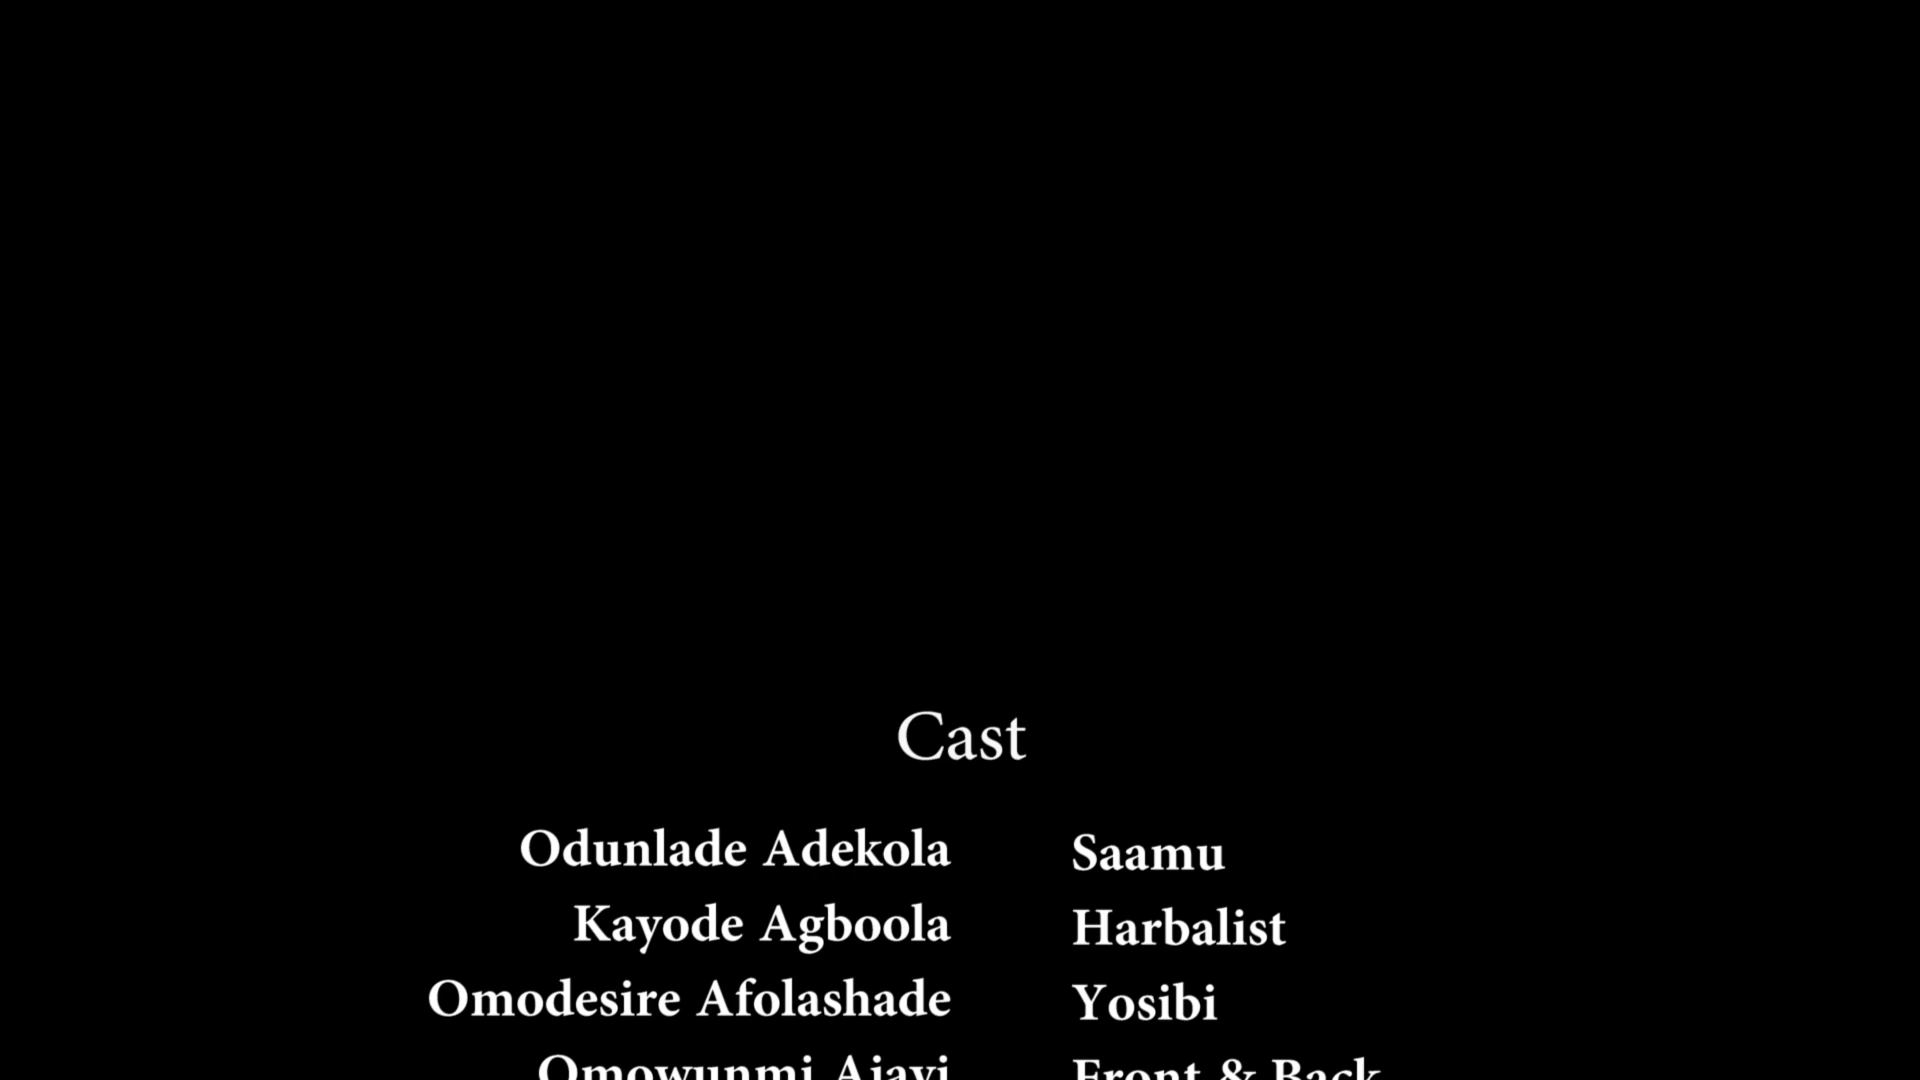 Cast
Odunlade Adekola Saamu
Kayode Agboola Harbalist
Omodesire Afolashade Yosibi
Omowunmi Ajayi Front & Back